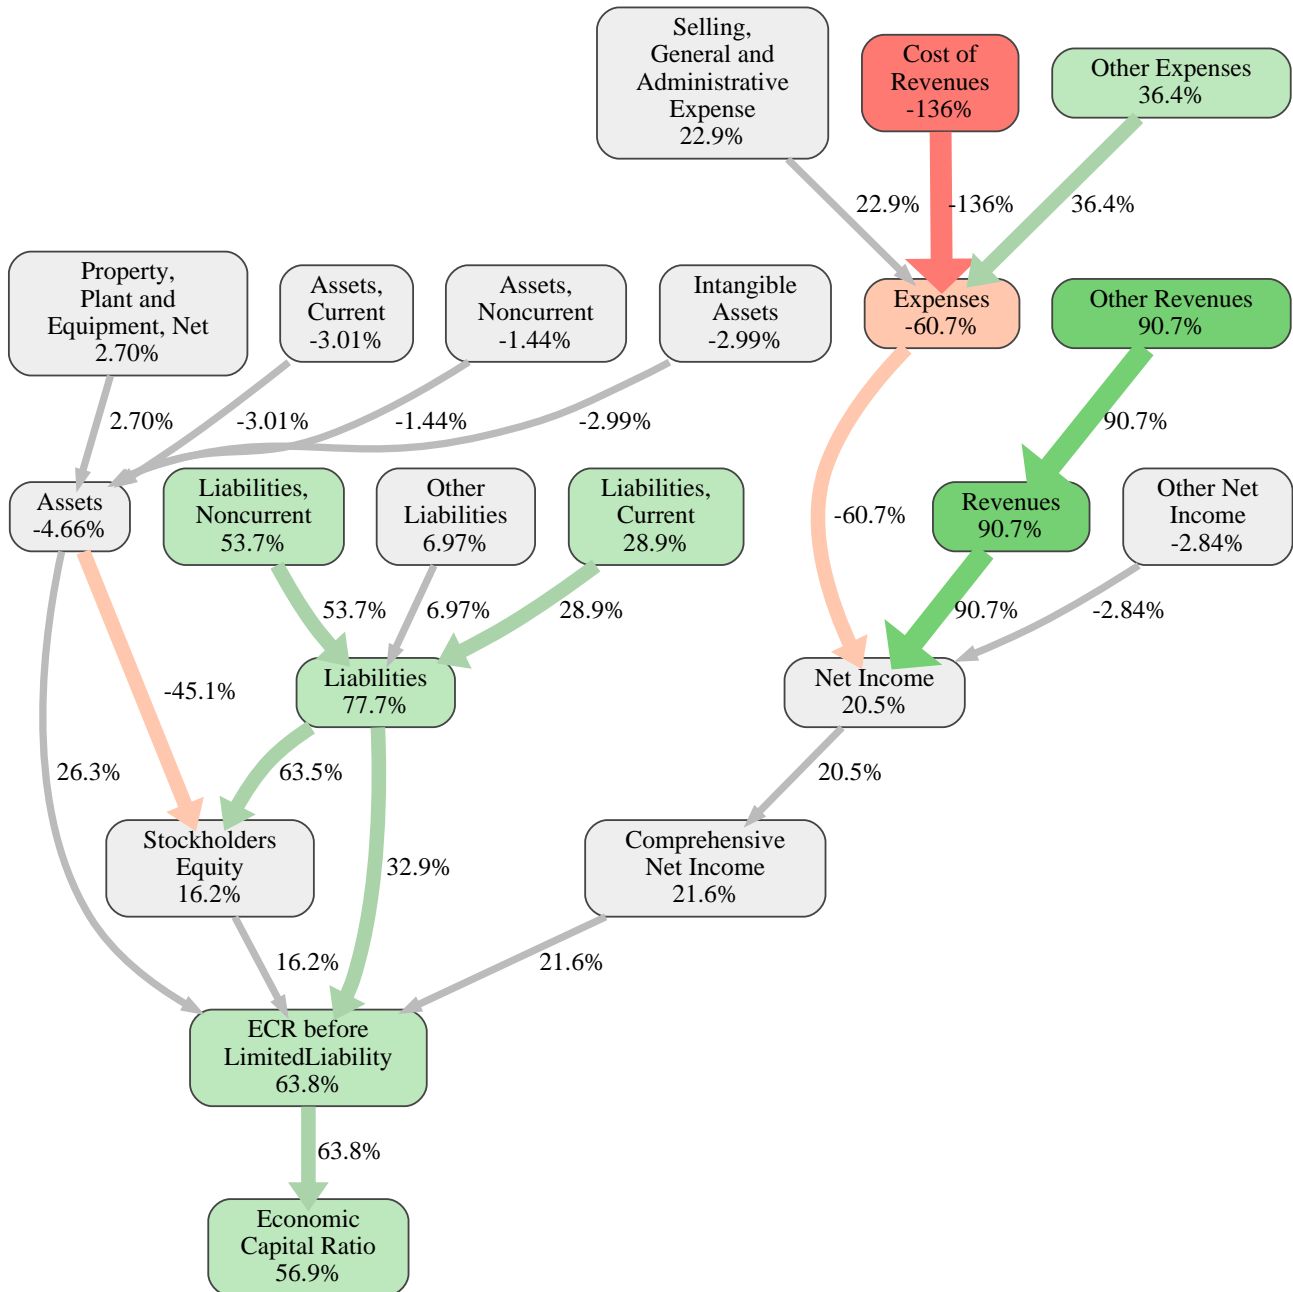 Selling,
General and
Administrative
Expense
22.9%
Cost of
Revenues
-136%
Other Expenses
36.4%
22.9%
-136%
36.4%
Property,
Plant and
Equipment, Net
2.70%
Assets,
Current
-3.01%
Assets,
Noncurrent
-1.44%
Intangible
Assets
-2.99%
Expenses
-60.7%
Other Revenues
90.7%
2.70%
-3.01%
-1.44%
-2.99%
90.7%
Assets
-4.66%
Liabilities,
Noncurrent
53.7%
Other
Liabilities
6.97%
Liabilities,
Current
28.9%
-60.7%
Revenues
90.7%
Other Net
Income
-2.84%
53.7%
6.97%
28.9%
90.7%
-2.84%
-45.1%
Liabilities
77.7%
Net Income
20.5%
26.3%
63.5%
20.5%
Stockholders
Equity
16.2%
32.9%
Comprehensive
Net Income
21.6%
16.2%
21.6%
ECR before
LimitedLiability
63.8%
63.8%
Economic
Capital Ratio
56.9%